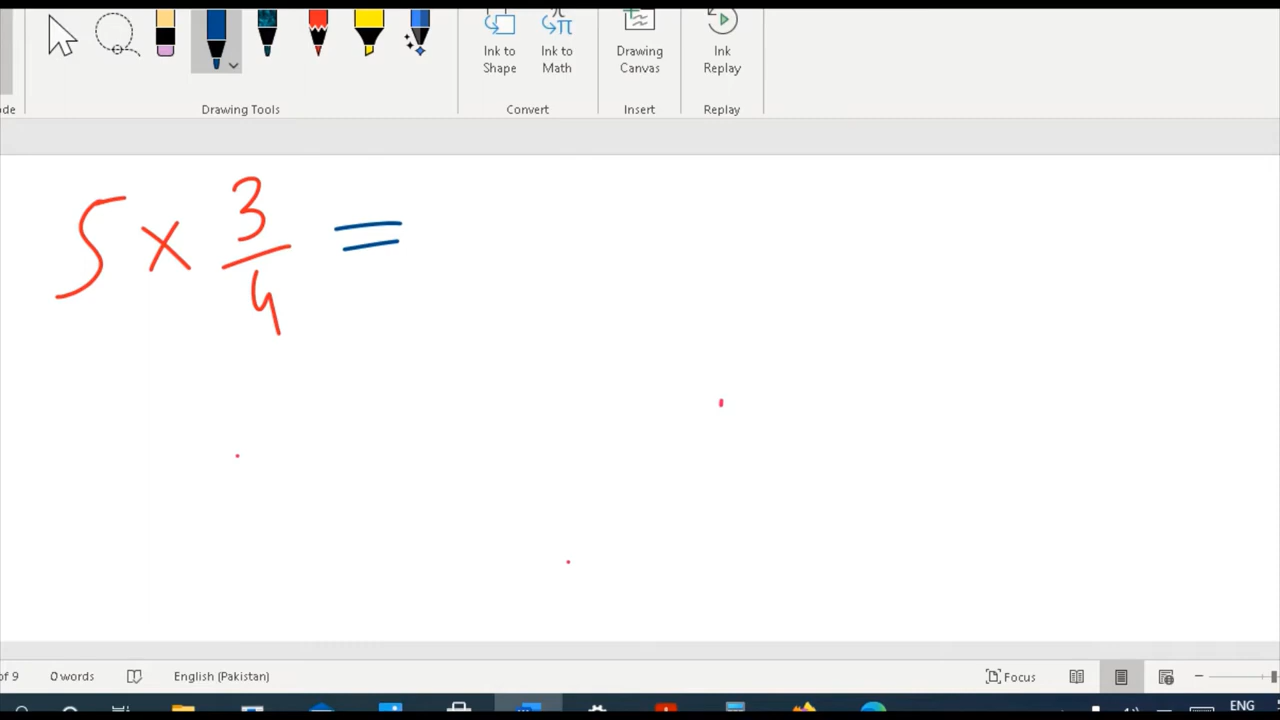 Ink to Shape
Ink to Math
Drawing Canvas
Ink Replay
de
Drawing Tools
Convert
Insert
Replay
5 × 3/4 =
of 9
0 words
English (Pakistan)
Focus
ENG